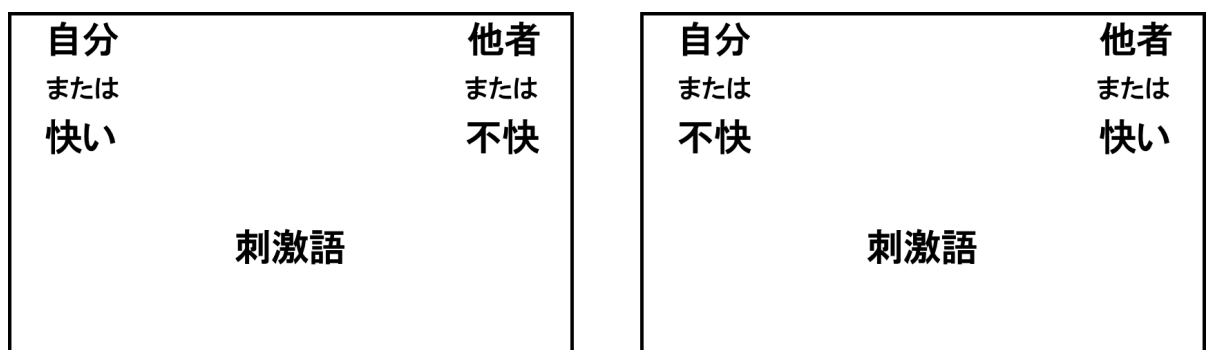 自分 他者
または または
快い 不快
刺激語
自分 他者
または または
不快 快い
刺激語